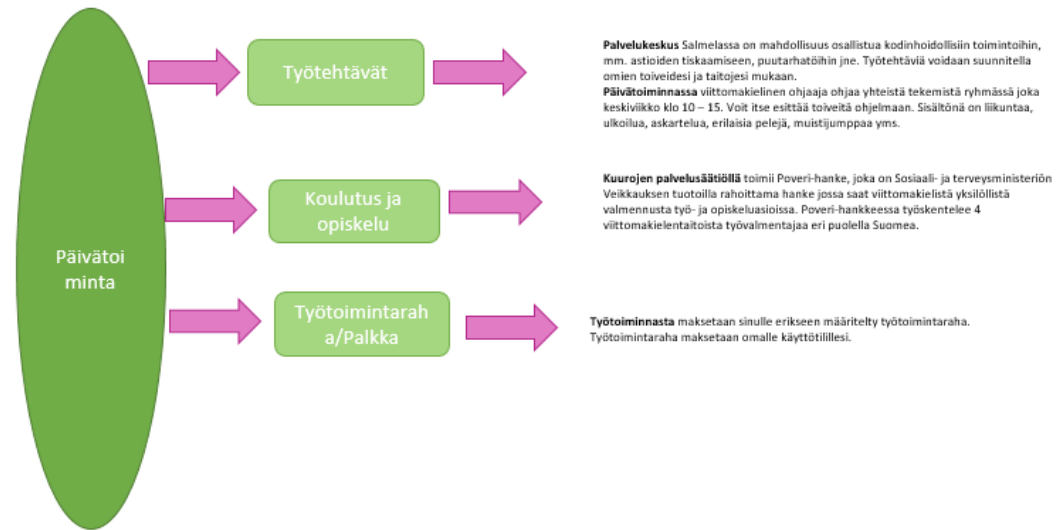 Päivätoi
minta
Työtehtävät
Palvelukeskus Salmelassa on mahdollisuus osallistua kodinhoidollisiin toimintoihin,
mm. astioiden tiskaamiseen, puutarhatöihin jne. Työtehtäviä voidaan suunnitella
omien toiveidesi ja taitojesi mukaan.
Päivätoiminnassa viittomakielinen ohjaaja ohjaa yhteistä tekemistä ryhmässä joka
keskiviikko klo 10 – 15. Voit itse esittää toiveitä ohjelmaan. Sisältönä on liikuntaa,
ulkoilua, askartelua, erilaisia pelejä, muistijumppaa yms.
Koulutus ja
opiskelu
Kuurojen palvelusäätiöllä toimii Poveri-hanke, joka on Sosiaali- ja terveysministeriön
Veikkauksen tuotoilla rahoittama hanke jossa saat viittomakielistä yksilöllistä
valmennusta työ- ja opiskeluasioissa. Poveri-hankkeessa työskentelee 4
viittomakielentaitoista työvalmentajaa eri puolella Suomea.
Työtoimintarah
a/Palkka
Työtoiminnasta maksetaan sinulle erikseen määritelty työtoimintaraha.
Työtoimintaraha maksetaan omalle käyttötilillesi.